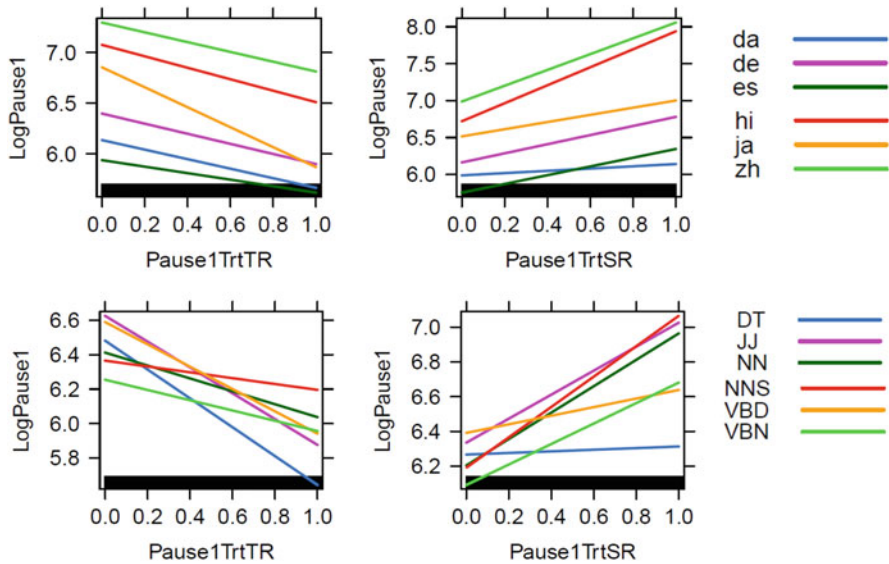 LogPause1
7.0
6.5
6.0
0.0 0.2 0.4 0.6 0.8 1.0
Pause1TrtTR
LogPause1
8.0
7.5
7.0
6.5
6.0
0.0 0.2 0.4 0.6 0.8 1.0
Pause1TrtSR
da
de
es
hi
ja
zh
LogPause1
6.6
6.4
6.2
6.0
5.8
0.0 0.2 0.4 0.6 0.8 1.0
Pause1TrtTR
LogPause1
7.0
6.8
6.6
6.4
6.2
0.0 0.2 0.4 0.6 0.8 1.0
Pause1TrtSR
DT
JJ
NN
NNS
VBD
VBN